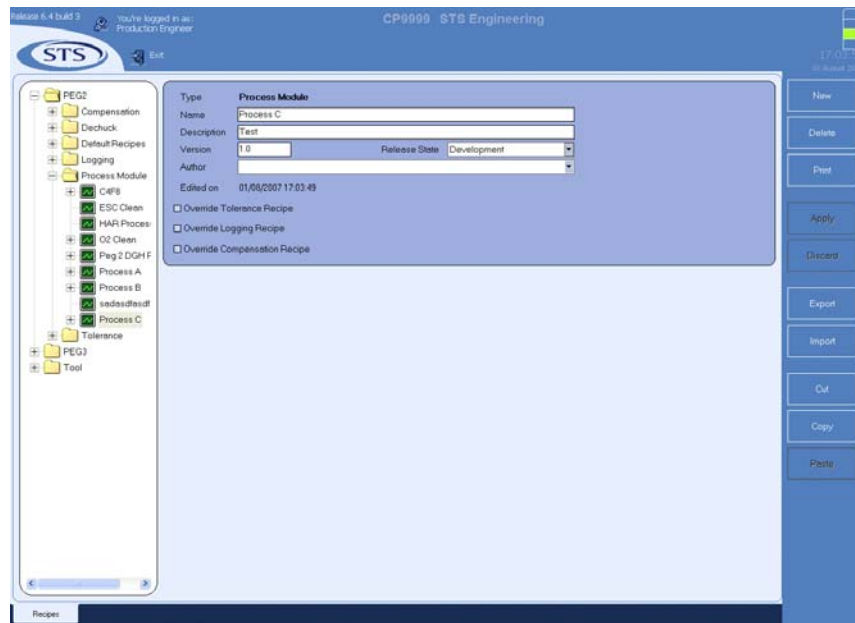 Release 6.4 build 3
You're logged in as:
Production Engineer
CP9999 STS Engineering
STS
Exit
17:03
PEG2
Compensation
Dechuck
Default Recipes
Logging
Process Module
C4F8
ESC Clean
HAR Proces
O2 Clean
Peg 2 DGH F
Process A
Process B
Process C
Tolerance
PEG3
Tool
Type Process Module
Name Process C
Description Test
Version 1.0 Release State Development
Author
Edited on 01/08/2007 17:03:49
Override Tolerance Recipe
Override Logging Recipe
Override Compensation Recipe
New
Delete
Print
Apply
Discard
Export
Import
Cut
Copy
Paste
Recipes